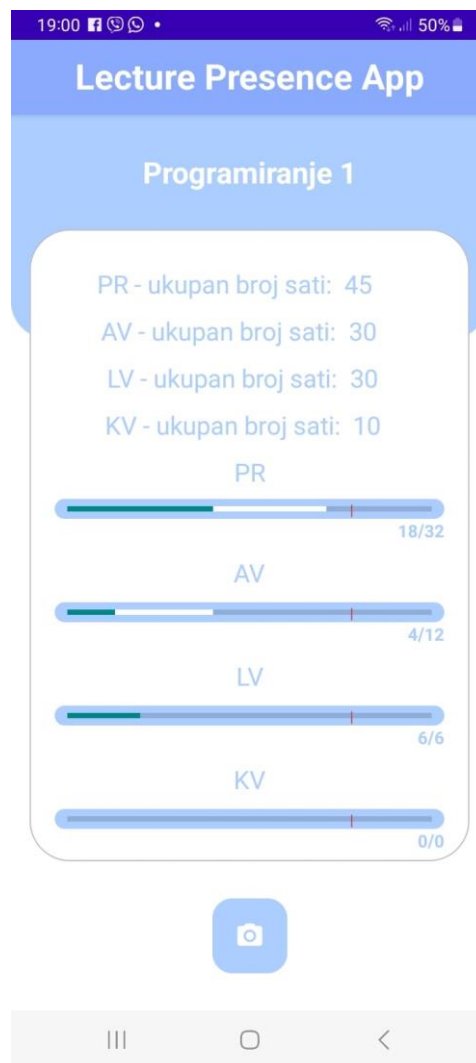 19:00
50%
Lecture Presence App
Programiranje 1
PR - ukupan broj sati: 45
AV - ukupan broj sati: 30
LV - ukupan broj sati: 30
KV - ukupan broj sati: 10
PR
18/32
AV
4/12
LV
6/6
KV
0/0